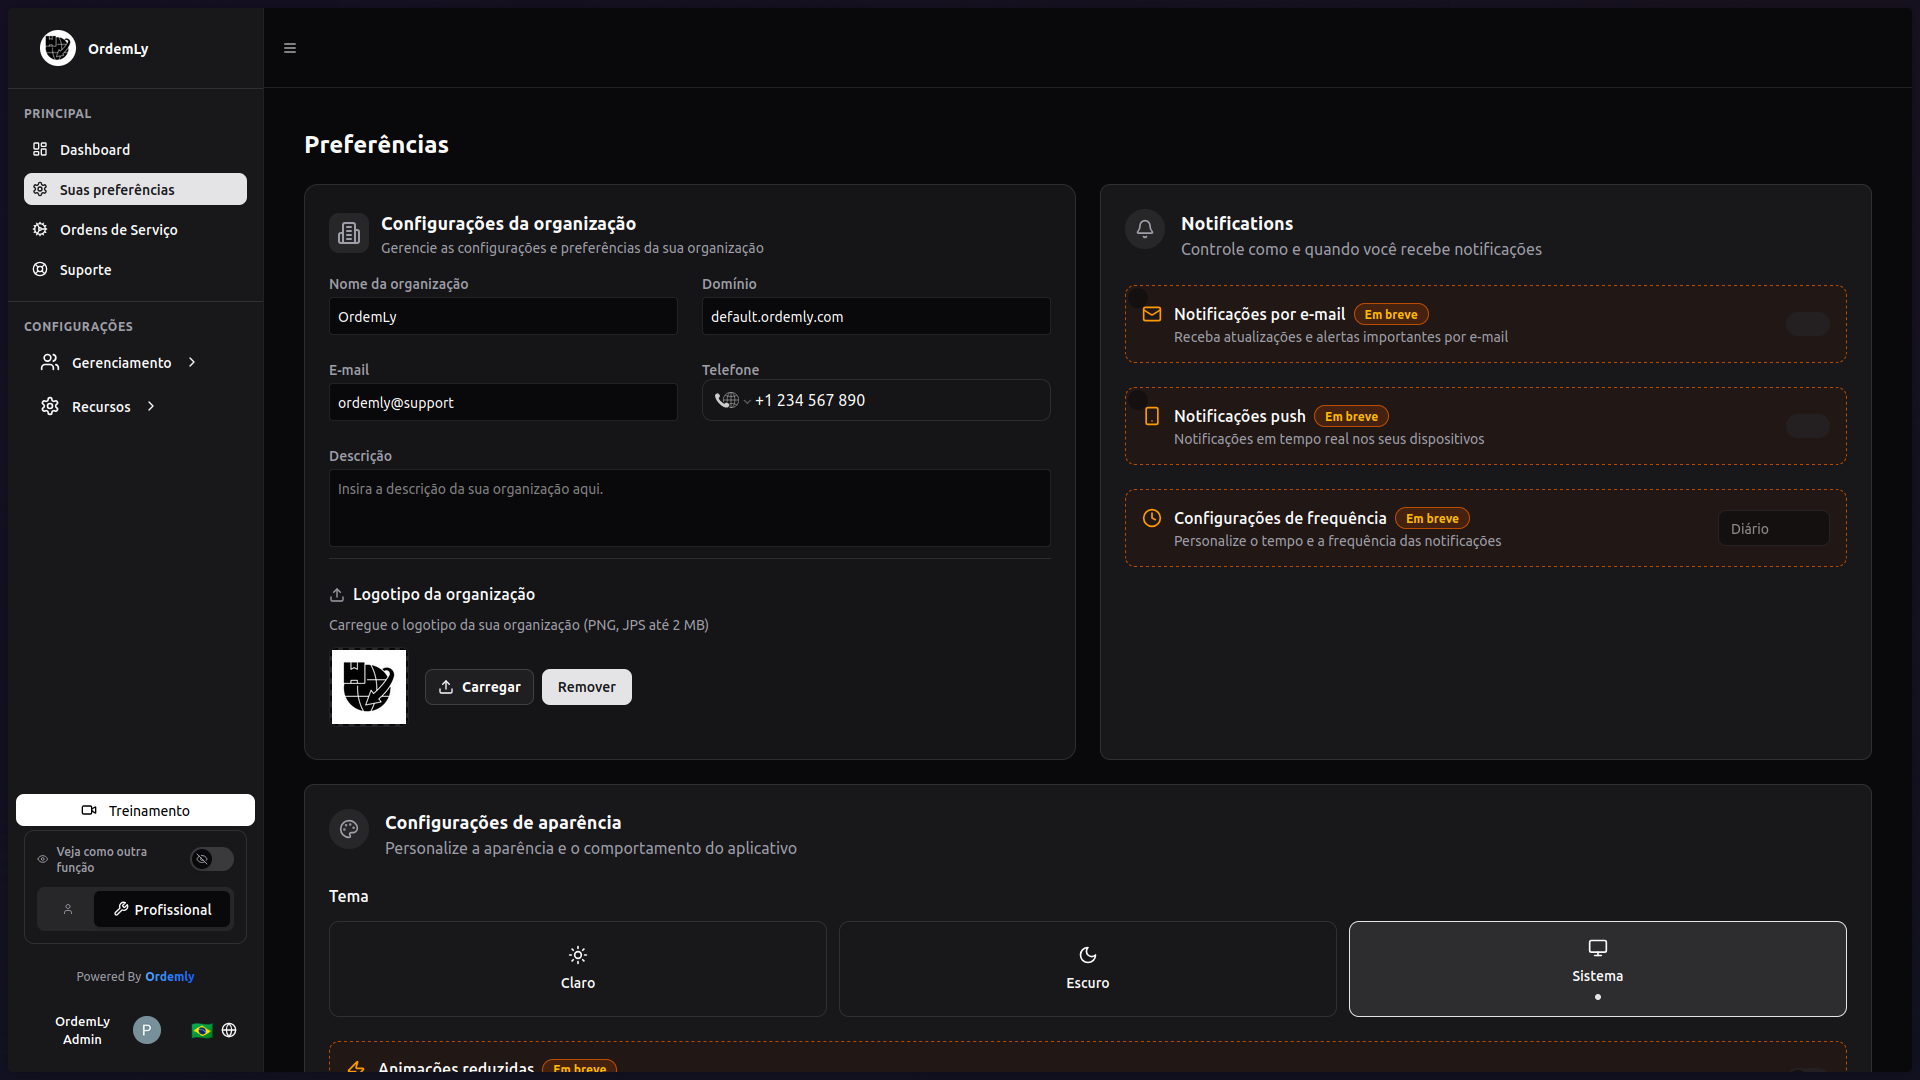 OrdemLy
PRINCIPAL
Dashboard
Suas preferências
Ordens de Serviço
Suporte
CONFIGURAÇÕES
Gerenciamento
Recursos
Treinamento
Veja como outra
função
Profissional
Powered By Ordemly
OrdemLy
Admin
P
Preferências
Configurações da organização
Gerencie as configurações e preferências da sua organização
Nome da organização
OrdemLy
Domínio
default.ordemly.com
E-mail
ordemly@support
Telefone
+1 234 567 890
Descrição
Insira a descrição da sua organização aqui.
Logotipo da organização
Carregue o logotipo da sua organização (PNG, JPS até 2 MB)
Carregar
Remover
Notifications
Controle como e quando você recebe notificações
Notificações por e-mail Em breve
Receba atualizações e alertas importantes por e-mail
Notificações push Em breve
Notificações em tempo real nos seus dispositivos
Configurações de frequência Em breve
Personalize o tempo e a frequência das notificações
Diário
Configurações de aparência
Personalize a aparência e o comportamento do aplicativo
Tema
Claro
Escuro
Sistema
Animações reduzidas Em breve